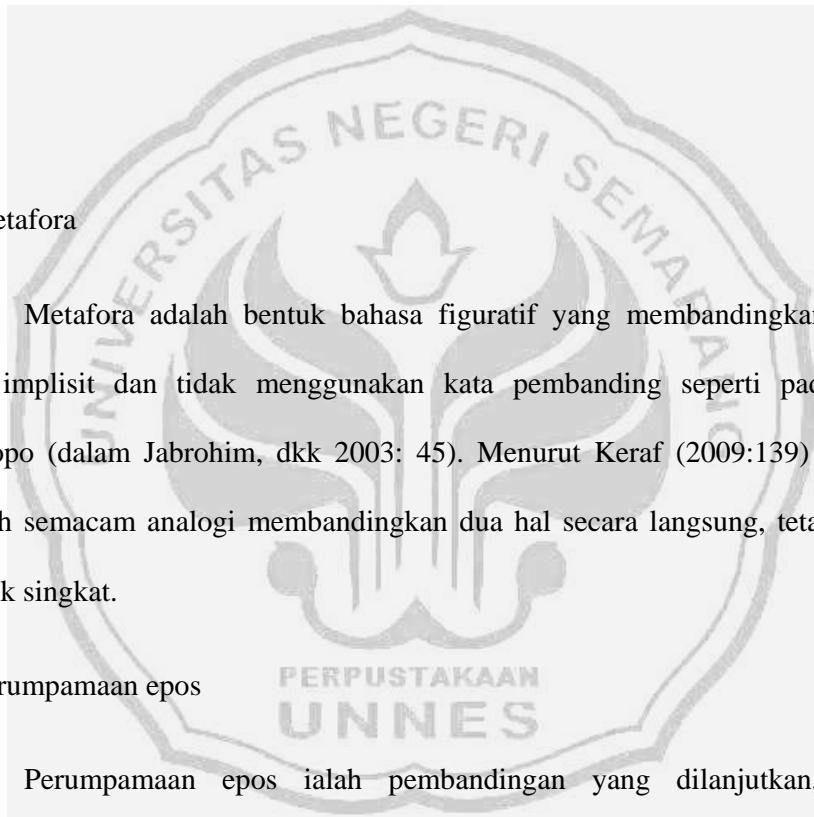 UNIVERSITAS NEGERI SEMARANG
etafora
Metafora adalah bentuk bahasa figuratif yang membandingkan
implisit dan tidak menggunakan kata pembanding seperti pad
opo (dalam Jabrohim, dkk 2003: 45). Menurut Keraf (2009:139)
h semacam analogi membandingkan dua hal secara langsung, teta
k singkat.
rumpamaan epos
PERPUSTAKAAN
UNNES
Perumpamaan epos ialah pembandingan yang dilanjutkan,